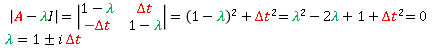 |A − λI| = |1 − λ Δt −Δt 1 − λ| = (1 − λ)² + Δt² = λ² − 2λ + 1 + Δt² = 0
λ = 1 ± i Δt